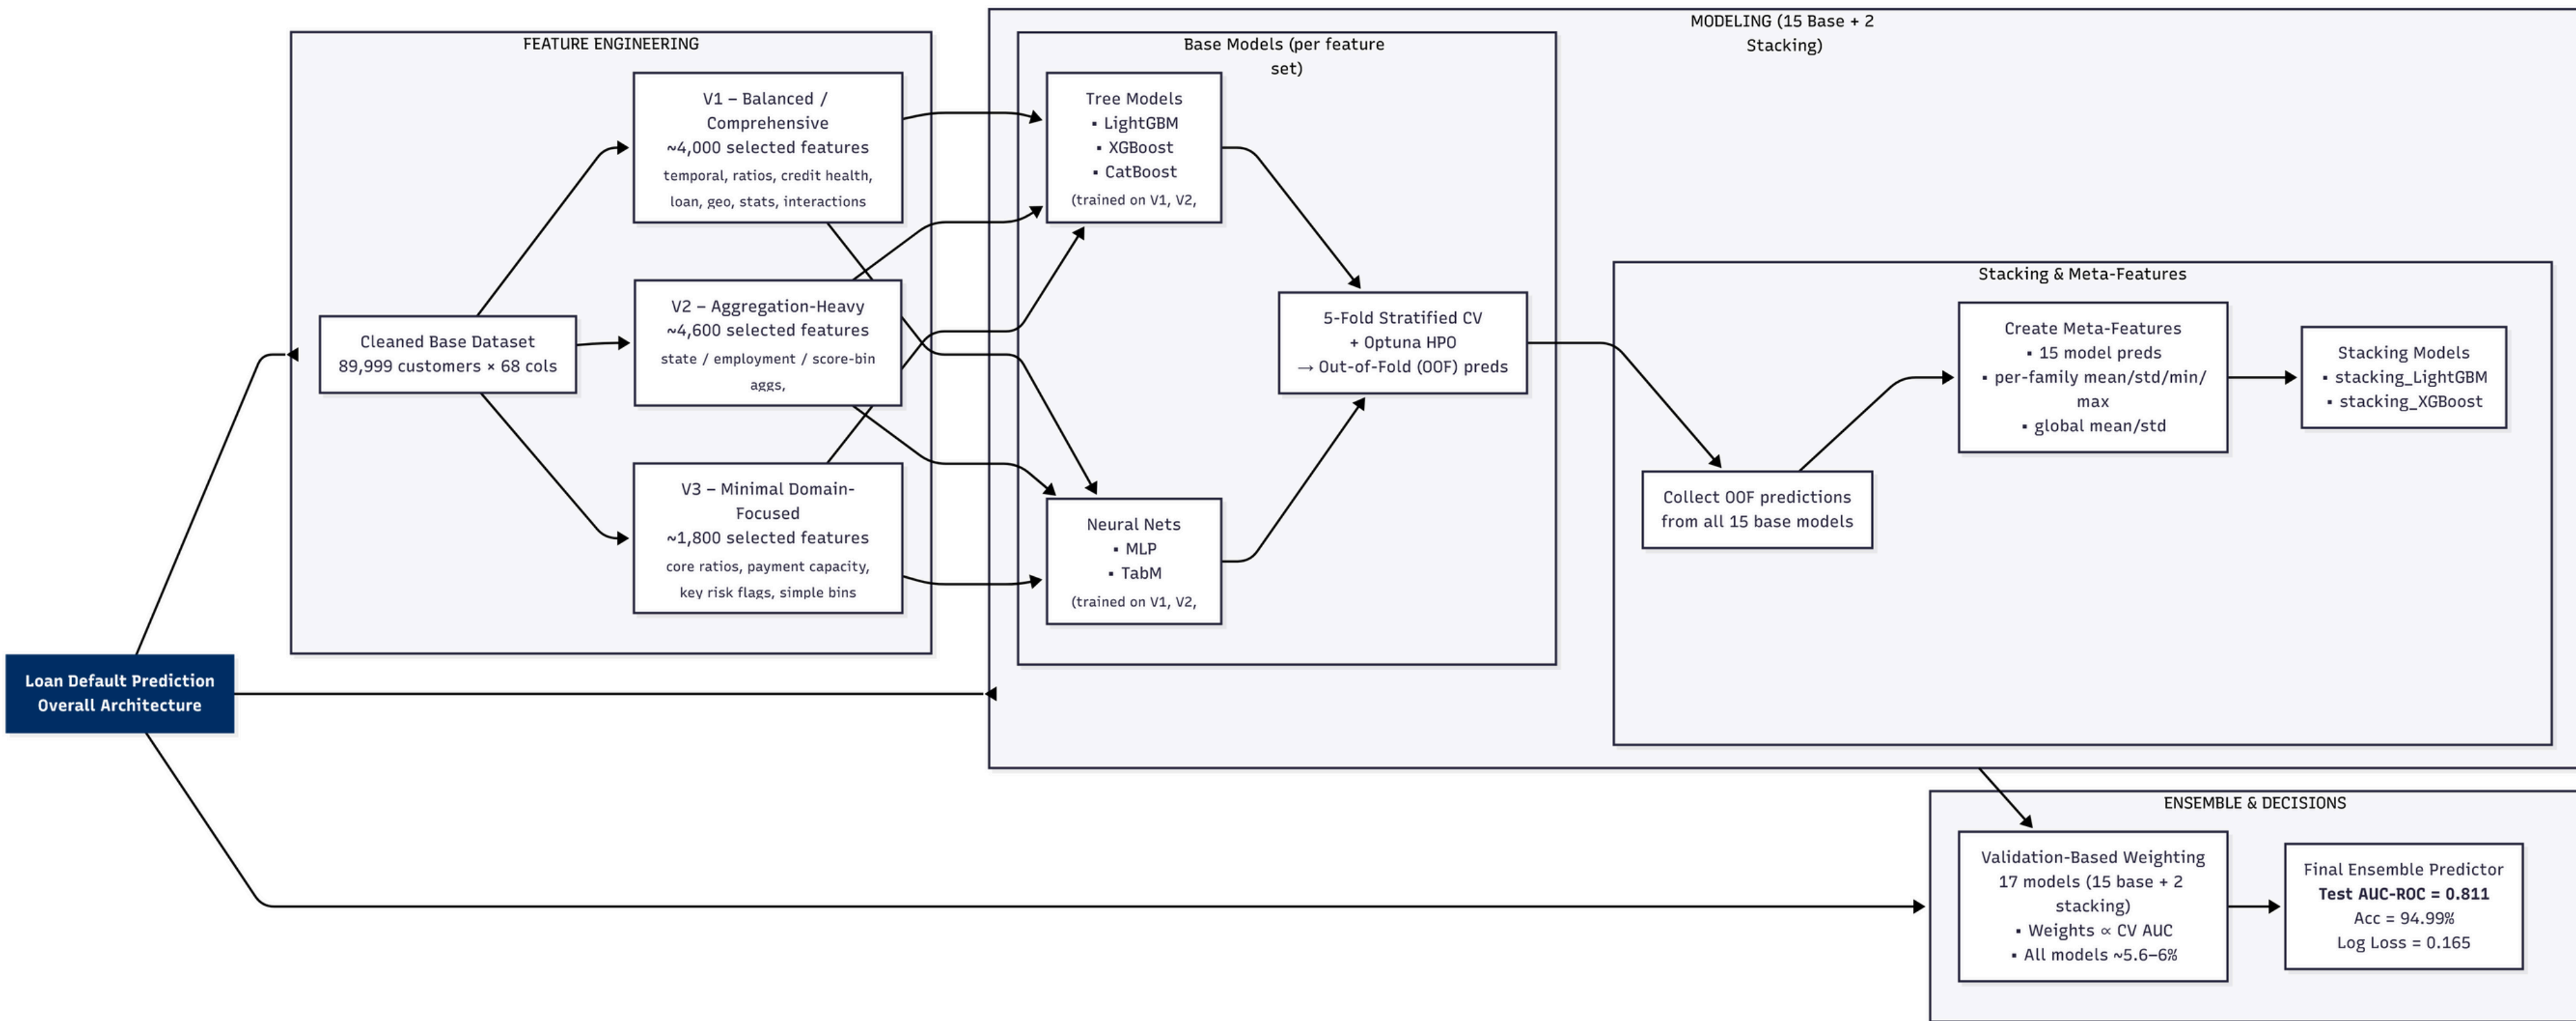 MODELING (15 Base + 2
Stacking)
FEATURE ENGINEERING
Base Models (per feature
set)
V1 – Balanced /
Comprehensive
~4,000 selected features
temporal, ratios, credit health,
loan, geo, stats, interactions
Tree Models
▪ LightGBM
▪ XGBoost
▪ CatBoost
(trained on V1, V2,
Cleaned Base Dataset
89,999 customers × 68 cols
V2 – Aggregation-Heavy
~4,600 selected features
state / employment / score-bin
aggs,
5-Fold Stratified CV
+ Optuna HPO
→ Out-of-Fold (OOF) preds
Stacking & Meta-Features
Create Meta-Features
▪ 15 model preds
▪ per-family mean/std/min/
max
▪ global mean/std
Stacking Models
▪ stacking_LightGBM
▪ stacking_XGBoost
V3 – Minimal Domain-
Focused
~1,800 selected features
core ratios, payment capacity,
key risk flags, simple bins
Neural Nets
▪ MLP
▪ TabM
(trained on V1, V2,
Collect OOF predictions
from all 15 base models
Loan Default Prediction
Overall Architecture
ENSEMBLE & DECISIONS
Validation-Based Weighting
17 models (15 base + 2
stacking)
▪ Weights ∝ CV AUC
▪ All models ~5.6–6%
Final Ensemble Predictor
Test AUC-ROC = 0.811
Acc = 94.99%
Log Loss = 0.165